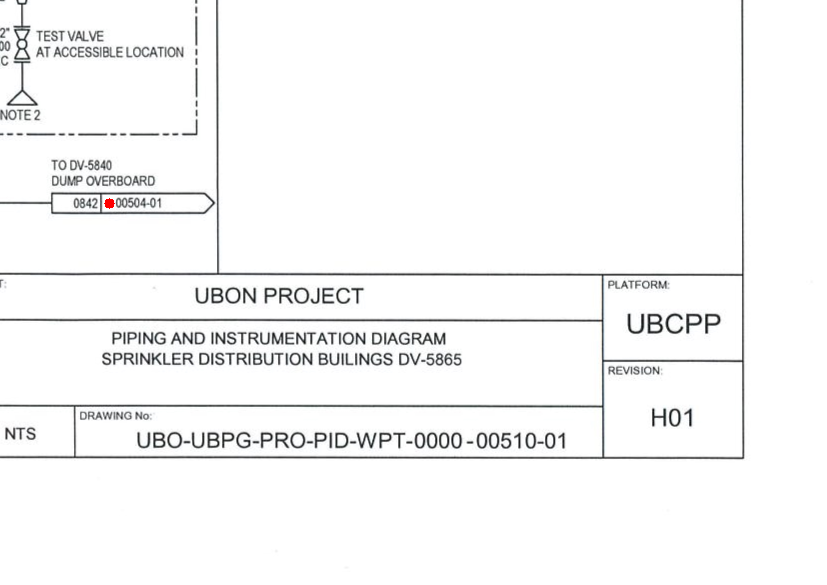 2"
00
C
TEST VALVE
AT ACCESSIBLE LOCATION
NOTE 2
TO DV-5840
DUMP OVERBOARD
0842 00504-01
T:
UBON PROJECT
PLATFORM:
UBCPP
PIPING AND INSTRUMENTATION DIAGRAM
SPRINKLER DISTRIBUTION BUILINGS DV-5865
REVISION:
H01
NTS
DRAWING No:
UBO-UBPG-PRO-PID-WPT-0000-00510-01